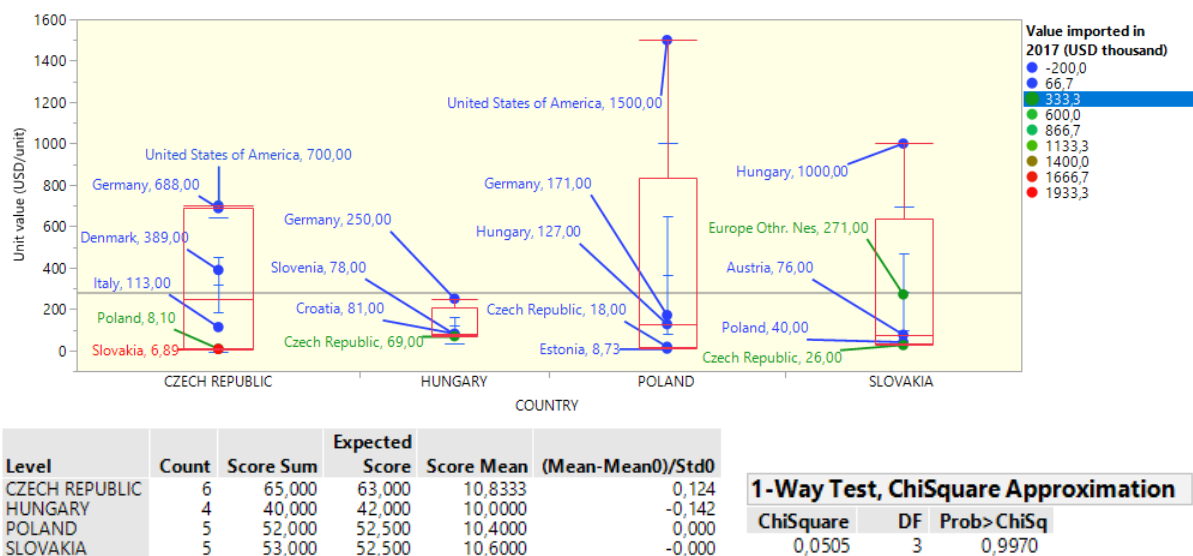 1600
1400
1200
1000
800
600
400
200
0
Unit value (USD/unit)
United States of America, 700,00
Germany, 688,00
Denmark, 389,00
Italy, 113,00
Poland, 8,10
Slovakia, 6,89
Germany, 250,00
Slovenia, 78,00
Croatia, 81,00
Czech Republic, 69,00
United States of America, 1500,00
Germany, 171,00
Hungary, 127,00
Czech Republic, 18,00
Estonia, 8,73
Hungary, 1000,00
Europe Othr. Nes, 271,00
Austria, 76,00
Poland, 40,00
Czech Republic, 26,00
CZECH REPUBLIC HUNGARY POLAND SLOVAKIA
COUNTRY
Value imported in
2017 (USD thousand)
-200,0
66,7
333,3
600,0
866,7
1133,3
1400,0
1666,7
1933,3
Level Count Score Sum Expected Score Score Mean (Mean-Mean0)/Std0
CZECH REPUBLIC 6 65,000 63,000 10,8333 0,124
HUNGARY 4 40,000 42,000 10,0000 -0,142
POLAND 5 52,000 52,500 10,4000 0,000
SLOVAKIA 5 53,000 52,500 10,6000 -0,000
1-Way Test, ChiSquare Approximation
ChiSquare DF Prob>ChiSq
0,0505 3 0,9970